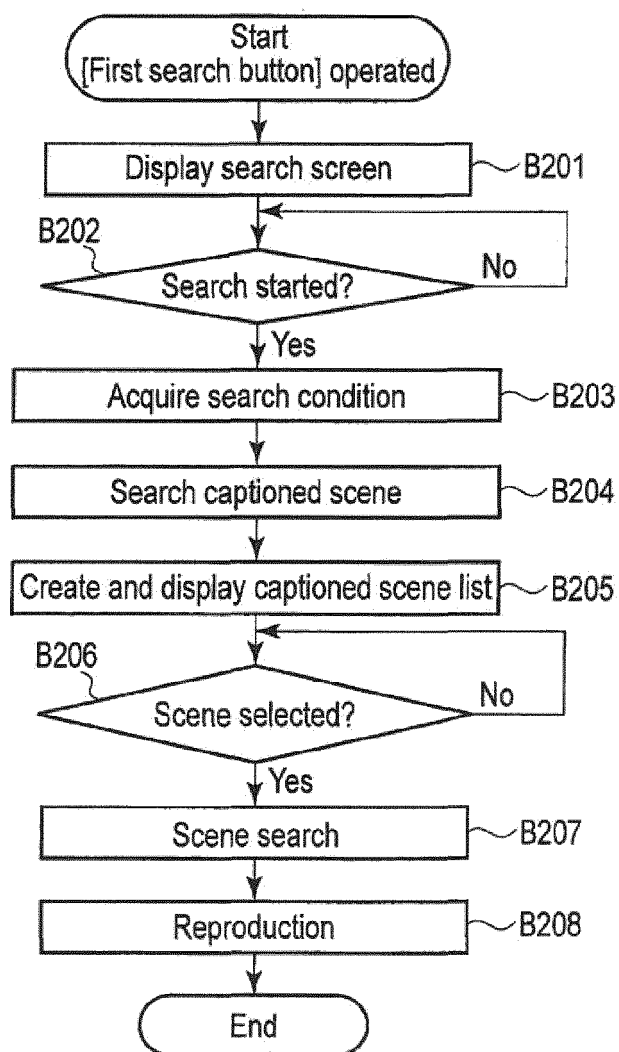 Start
[First search button] operated
Display search screen
B201
B202
Search started?
No
Yes
Acquire search condition
B203
Search captioned scene
B204
Create and display captioned scene list
B205
B206
Scene selected?
No
Yes
Scene search
B207
Reproduction
B208
End